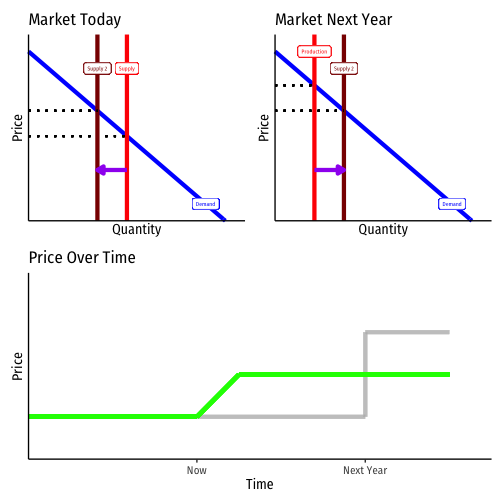 Market Today
Price
Supply 2
Supply
Demand
Quantity
Market Next Year
Price
Production
Supply 2
Demand
Quantity
Price Over Time
Price
Now
Next Year
Time